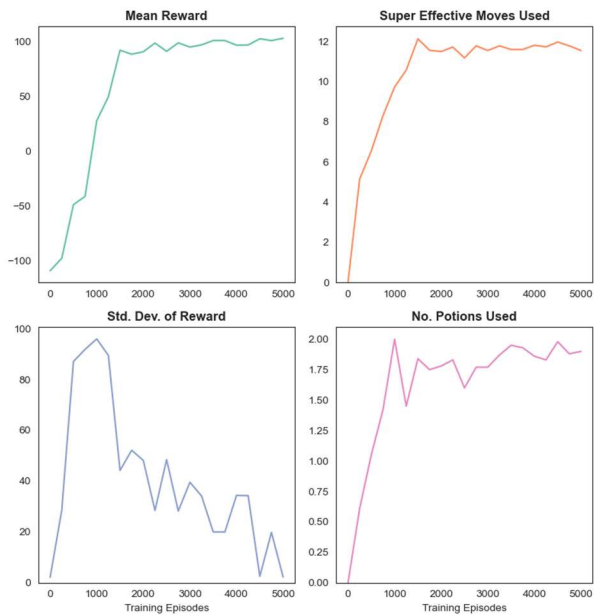 Mean Reward
100
50
0
−50
−100
0 1000 2000 3000 4000 5000
Super Effective Moves Used
12
10
8
6
4
2
0
0 1000 2000 3000 4000 5000
Std. Dev. of Reward
100
80
60
40
20
0
0 1000 2000 3000 4000 5000
Training Episodes
No. Potions Used
2.00
1.75
1.50
1.25
1.00
0.75
0.50
0.25
0.00
0 1000 2000 3000 4000 5000
Training Episodes